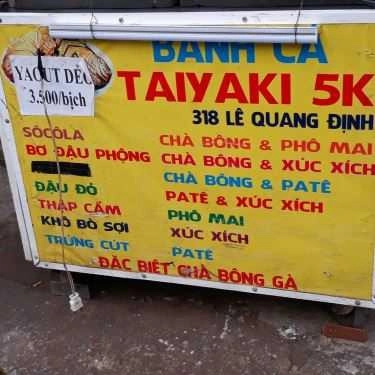 BÁNH CÁ
TAIYAKI 5K
YAOUT DẺO
3.500/bịch
318 LÊ QUANG ĐỊNH
SÔCÔLA
BƠ ĐẬU PHỘNG
ĐẬU ĐỎ
THẬP CẨM
KHÔ BÒ SỢI
TRỨNG CÚT
CHÀ BÔNG & PHÔ MAI
CHÀ BÔNG & XÚC XÍCH
CHÀ BÔNG & PATÊ
PATÊ & XÚC XÍCH
PHÔ MAI
XÚC XÍCH
PATÊ
ĐẶC BIỆT CHÀ BÔNG GÀ